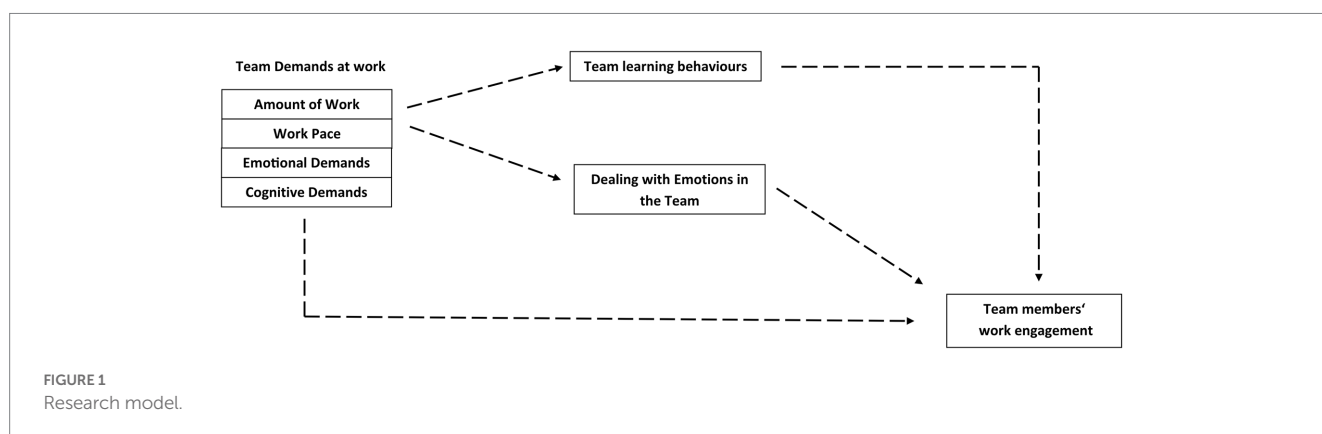 Team Demands at work
Amount of Work
Work Pace
Emotional Demands
Cognitive Demands
Team learning behaviours
Dealing with Emotions in
the Team
Team members‘
work engagement
FIGURE 1
Research model.